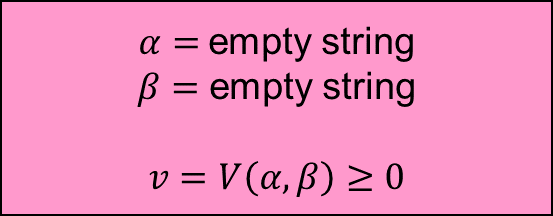 𝛼 = empty string
𝛽 = empty string
𝑣 = 𝑉(𝛼, 𝛽) ≥ 0